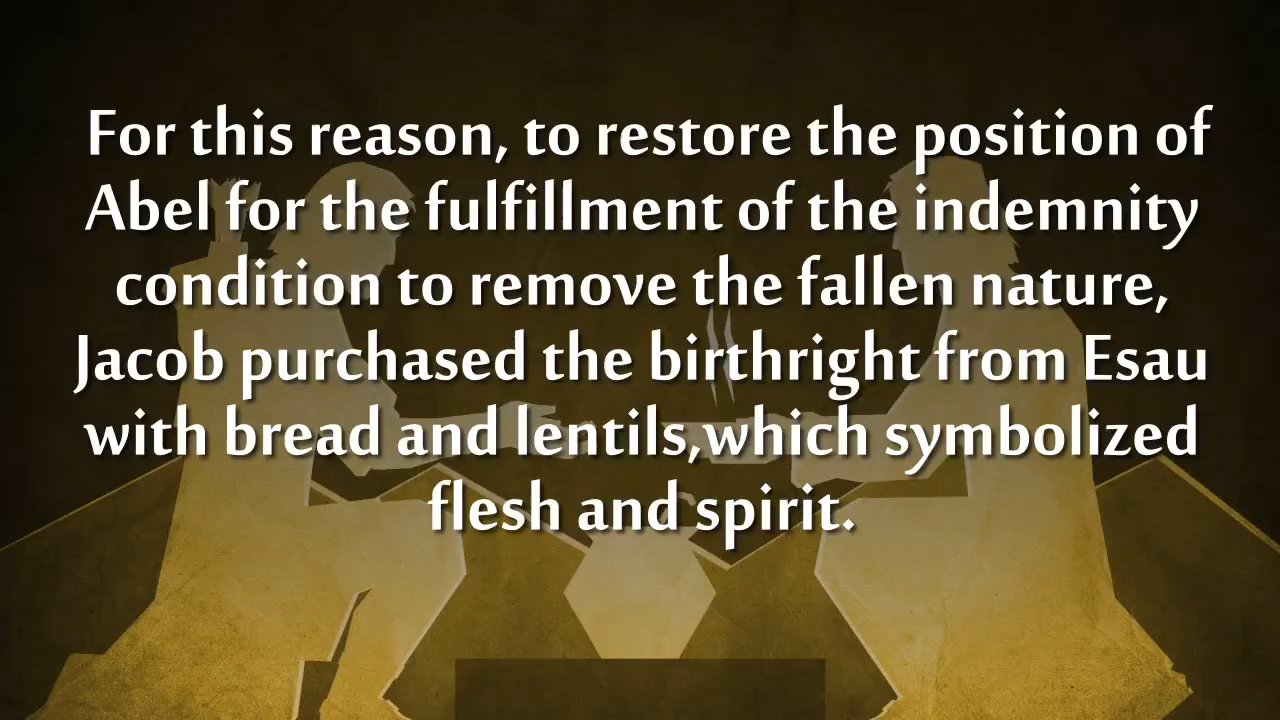 For this reason, to restore the position of
Abel for the fulfillment of the indemnity
condition to remove the fallen nature,
Jacob purchased the birthright from Esau
with bread and lentils,which symbolized
flesh and spirit.